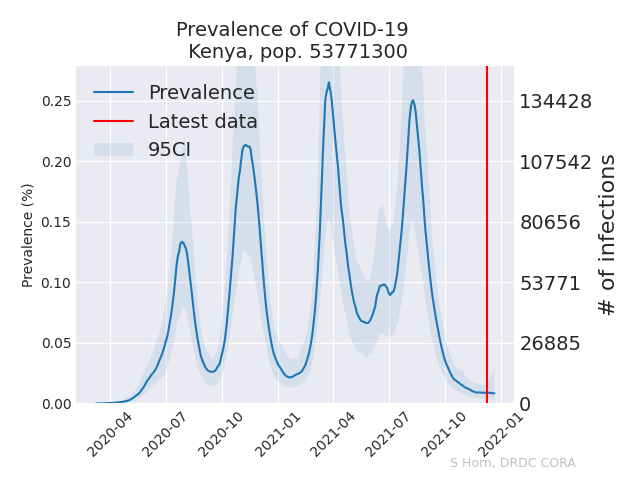 Prevalence of COVID-19
Kenya, pop. 53771300
Prevalence
Latest data
95CI
Prevalence (%)
0.25
0.20
0.15
0.10
0.05
0.00
134428
107542
80656
53771
26885
0
# of infections
2020-04
2020-07
2020-10
2021-01
2021-04
2021-07
2021-10
2022-01
S Horn, DRDC CORA